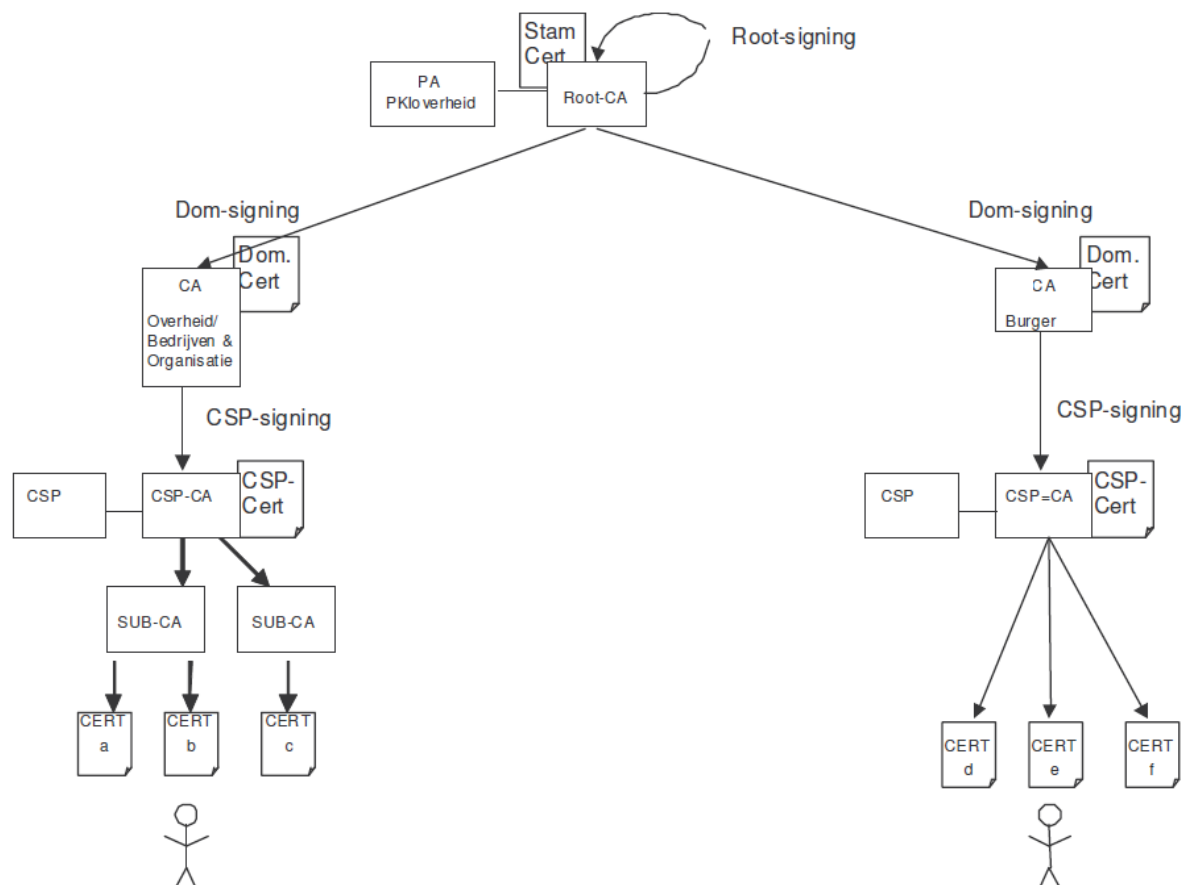 Stam
Cert
Root-signing
PA
PKIoverheid
Root-CA
Dom-signing
Dom-signing
Dom.
Cert
Dom.
Cert
CA
Overheid/
Bedrijven &
Organisatie
CA
Burger
CSP-signing
CSP-signing
CSP
CSP-CA
CSP-
Cert
CSP
CSP=CA
CSP-
Cert
SUB-CA
SUB-CA
CERT
a
CERT
b
CERT
c
CERT
d
CERT
e
CERT
f